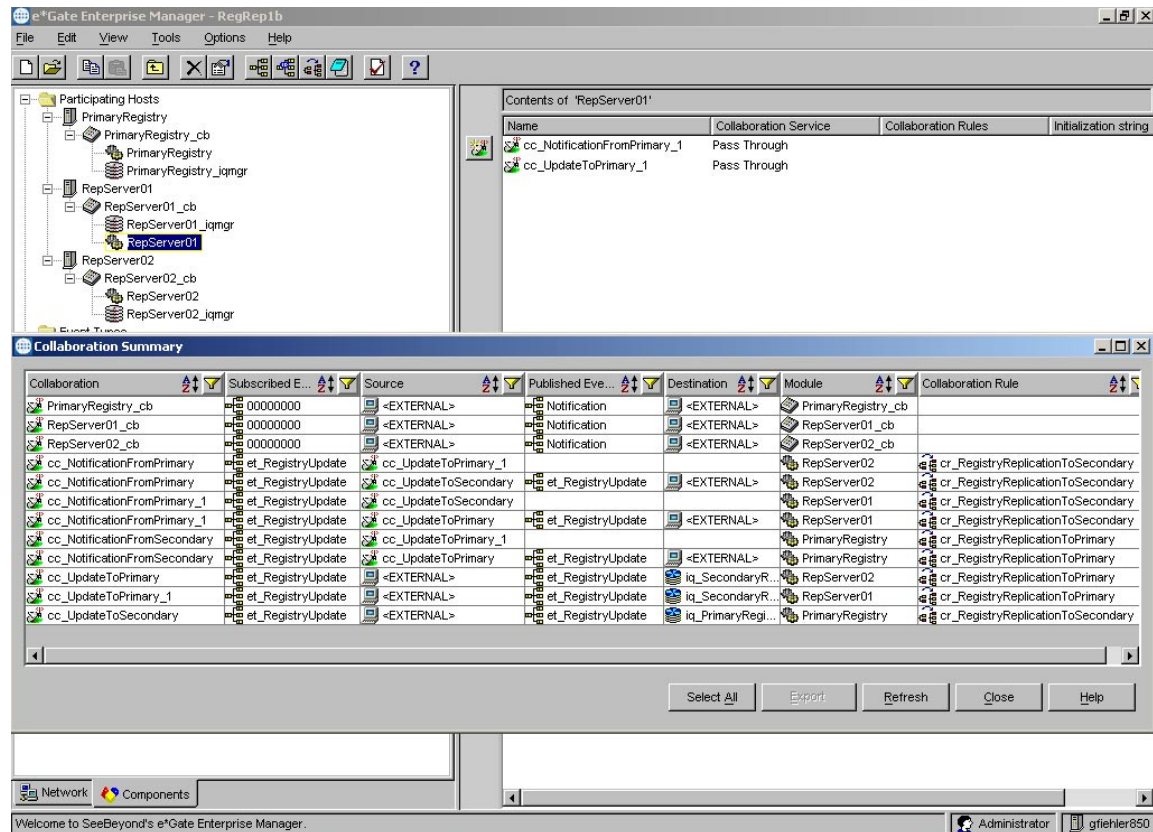 e*Gate Enterprise Manager - RegRep1b
File Edit View Tools Options Help
Participating Hosts
PrimaryRegistry
PrimaryRegistry_cb
PrimaryRegistry
PrimaryRegistry_iqmgr
RepServer01
RepServer01_cb
RepServer01_iqmgr
RepServer01
RepServer02
RepServer02_cb
RepServer02
RepServer02_iqmgr
Contents of 'RepServer01'
Name Collaboration Service Collaboration Rules Initialization string
cc_NotificationFromPrimary_1 Pass Through
cc_UpdateToPrimary_1 Pass Through
Collaboration Summary
Collaboration Subscribed E... Source Published Eve... Destination Module Collaboration Rule
PrimaryRegistry_cb 00000000 <EXTERNAL> Notification <EXTERNAL> PrimaryRegistry_cb
RepServer01_cb 00000000 <EXTERNAL> Notification <EXTERNAL> RepServer01_cb
RepServer02_cb 00000000 <EXTERNAL> Notification <EXTERNAL> RepServer02_cb
cc_NotificationFromPrimary et_RegistryUpdate cc_UpdateToPrimary_1 RepServer02 cr_RegistryReplicationToSecondary
cc_NotificationFromPrimary et_RegistryUpdate cc_UpdateToSecondary et_RegistryUpdate <EXTERNAL> RepServer02 cr_RegistryReplicationToSecondary
cc_NotificationFromPrimary_1 et_RegistryUpdate cc_UpdateToSecondary RepServer01 cr_RegistryReplicationToSecondary
cc_NotificationFromPrimary_1 et_RegistryUpdate cc_UpdateToPrimary et_RegistryUpdate <EXTERNAL> RepServer01 cr_RegistryReplicationToSecondary
cc_NotificationFromSecondary et_RegistryUpdate cc_UpdateToPrimary_1 PrimaryRegistry cr_RegistryReplicationToPrimary
cc_NotificationFromSecondary et_RegistryUpdate cc_UpdateToPrimary et_RegistryUpdate <EXTERNAL> PrimaryRegistry cr_RegistryReplicationToPrimary
cc_UpdateToPrimary et_RegistryUpdate <EXTERNAL> et_RegistryUpdate iq_SecondaryR... RepServer02 cr_RegistryReplicationToPrimary
cc_UpdateToPrimary_1 et_RegistryUpdate <EXTERNAL> et_RegistryUpdate iq_SecondaryR... RepServer01 cr_RegistryReplicationToPrimary
cc_UpdateToSecondary et_RegistryUpdate <EXTERNAL> et_RegistryUpdate iq_PrimaryRegi... PrimaryRegistry cr_RegistryReplicationToSecondary
Select All Export Refresh Close Help
Network Components
Welcome to SeeBeyond's e*Gate Enterprise Manager. Administrator gfiehler850